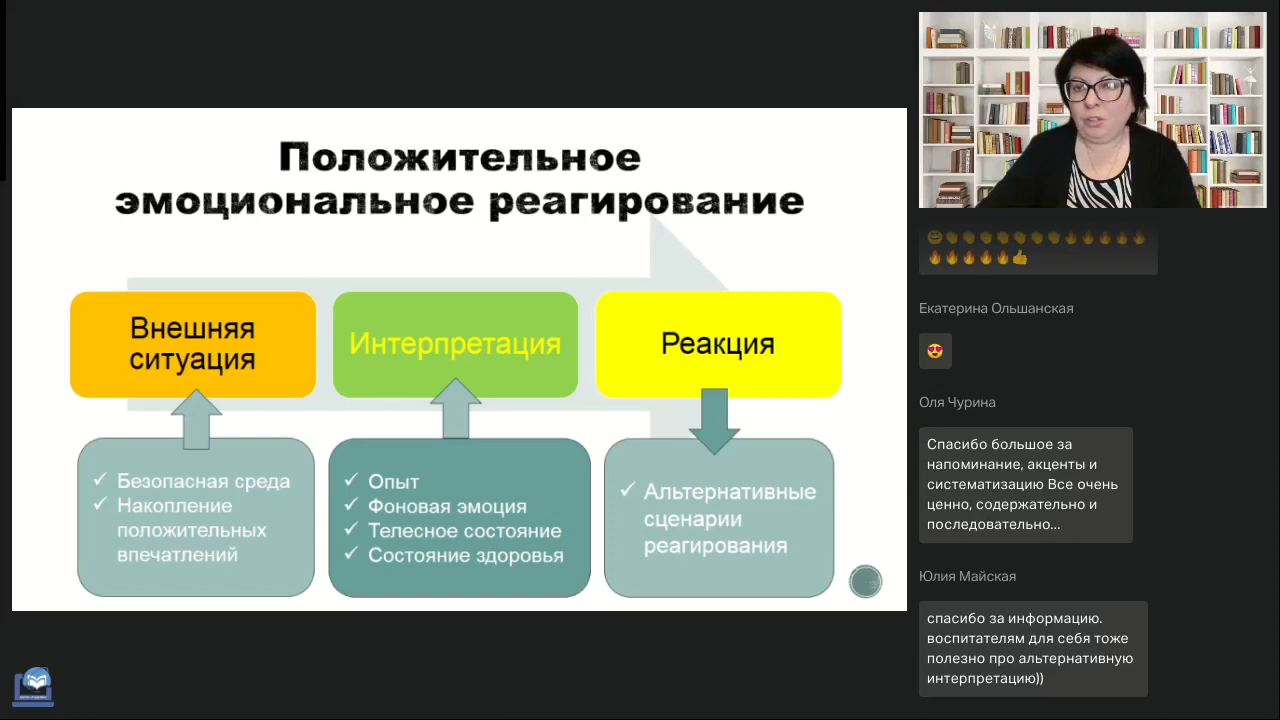 Положительное
эмоциональное реагирование
Внешняя
ситуация
Интерпретация
Реакция
Безопасная среда
Накопление
положительных
впечатлений
Опыт
Фоновая эмоция
Телесное состояние
Состояние здоровья
Альтернативные
сценарии
реагирования
Екатерина Ольшанская
Оля Чурина
Спасибо большое за
напоминание, акценты и
систематизацию Все очень
ценно, содержательно и
последовательно...
Юлия Майская
спасибо за информацию.
воспитателям для себя тоже
полезно про альтернативную
интерпретацию))